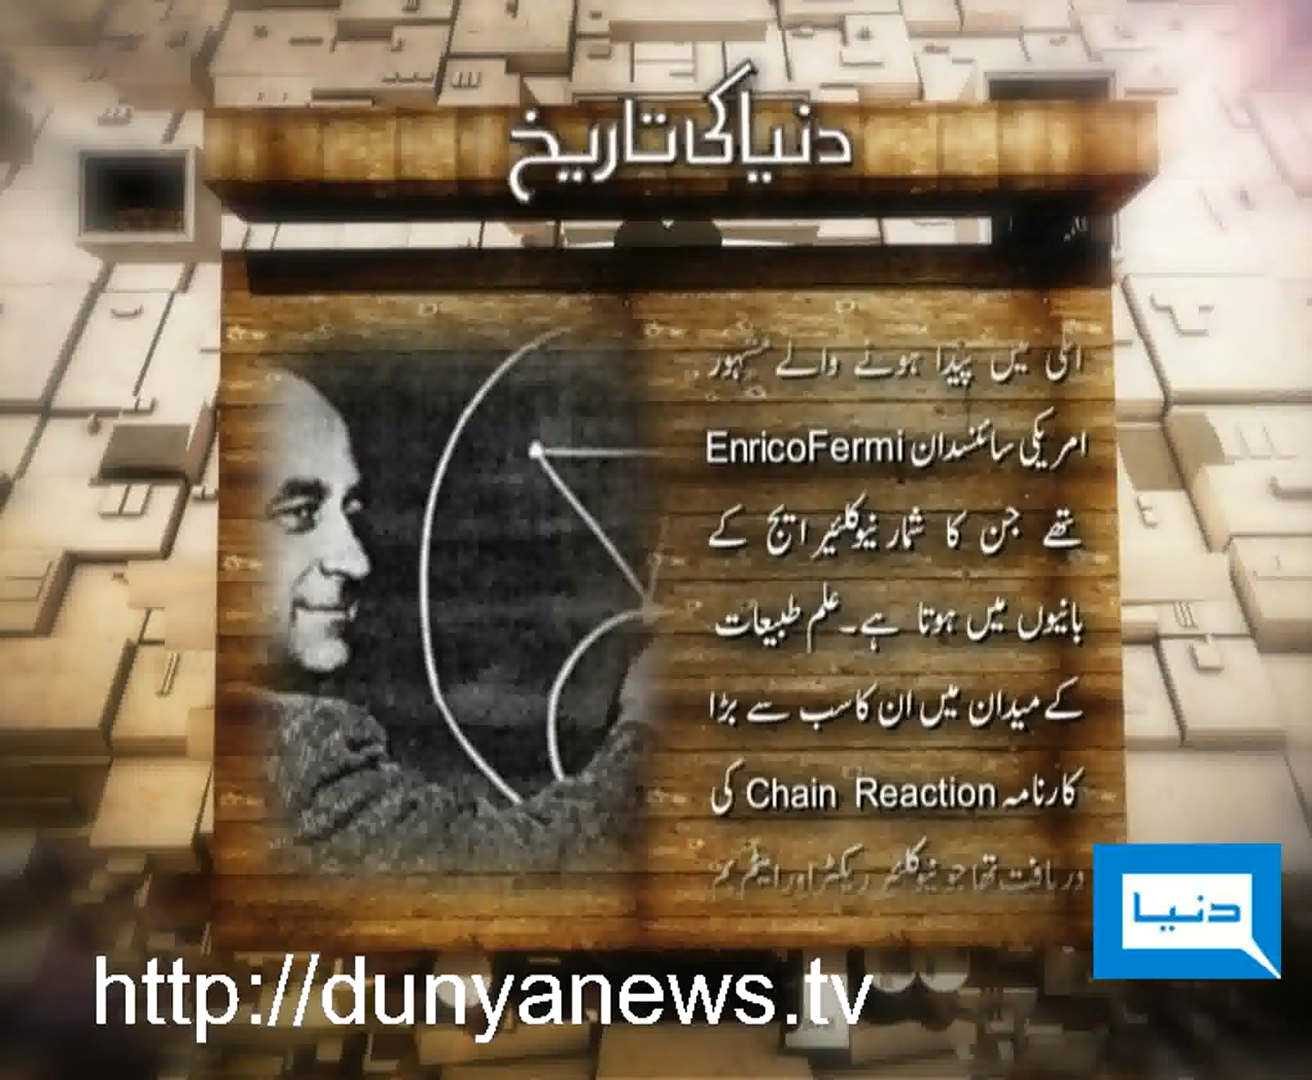 دنیا کی تاریخ
اٹلی میں پیدا ہونے والے مشہور
امریکی سائنسدان EnricoFermi
تھے جن کا شمار نیوکلئیر ایج کے
بانیوں میں ہوتا ہے۔ علم طبیعات
کے میدان میں ان کا سب سے بڑا
کارنامہ Chain Reaction کی
دریافت تھا جو نیوکلئیر ریکٹر اور ایٹم بم
دنیا
http://dunyanews.tv